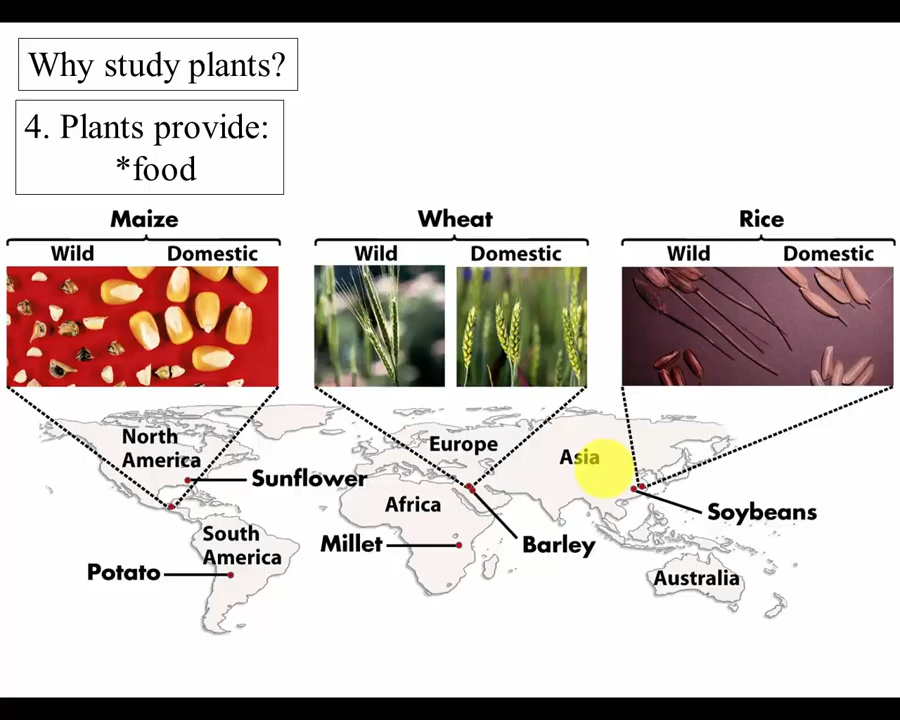 Why study plants?
4. Plants provide:
*food
Maize
Wild
Domestic
Wheat
Wild
Domestic
Rice
Wild
Domestic
North
America
Sunflower
South
America
Potato
Europe
Africa
Millet
Barley
Asia
Soybeans
Australia